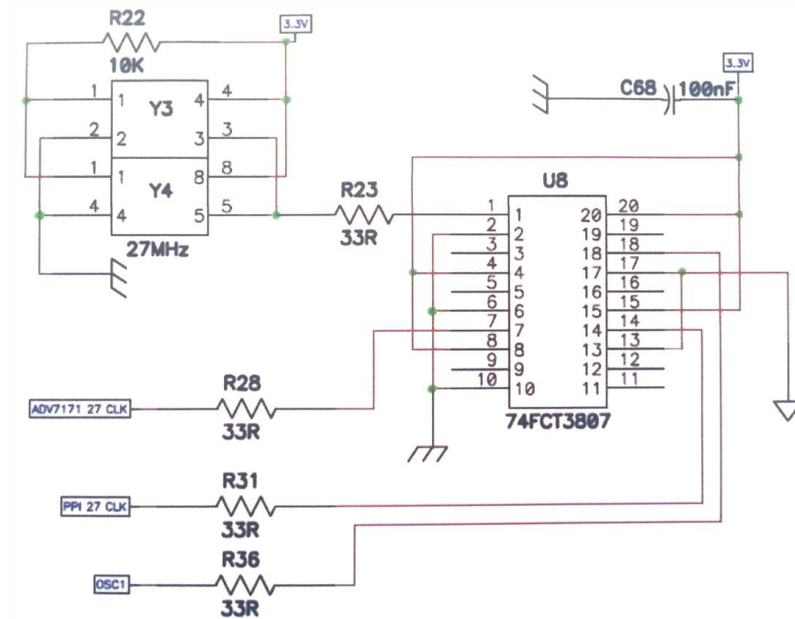 R22
10K
3.3V
1 1 Y3 4 4
2 2 3 3
1 1 Y4 8 8
4 4 5 5
27MHz
3.3V
C68 100nF
R23
33R
U8
1 1 20 20
2 2 19 19
3 3 18 18
4 4 17 17
5 5 16 16
6 6 15 15
7 7 14 14
8 8 13 13
9 9 12 12
10 10 11 11
74FCT3807
R28
ADV7171 27 CLK
33R
R31
PPI 27 CLK
33R
R36
OSC1
33R